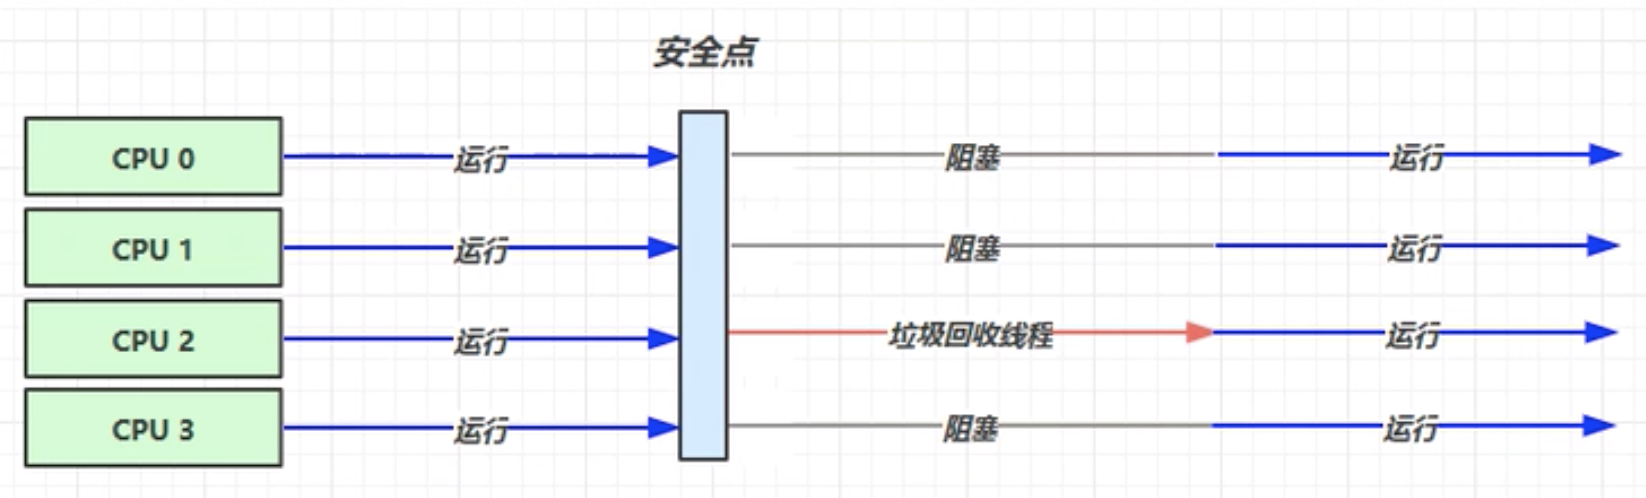 安全点
CPU 0 运行 阻塞 运行
CPU 1 运行 阻塞 运行
CPU 2 运行 垃圾回收线程 运行
CPU 3 运行 阻塞 运行